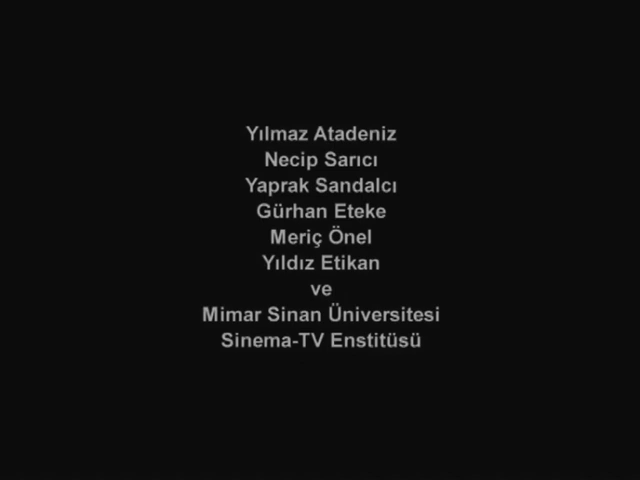 Yılmaz Atadeniz
Necip Sarıcı
Yaprak Sandalcı
Gürhan Eteke
Meriç Önel
Yıldız Etikan
ve
Mimar Sinan Üniversitesi
Sinema-TV Enstitüsü